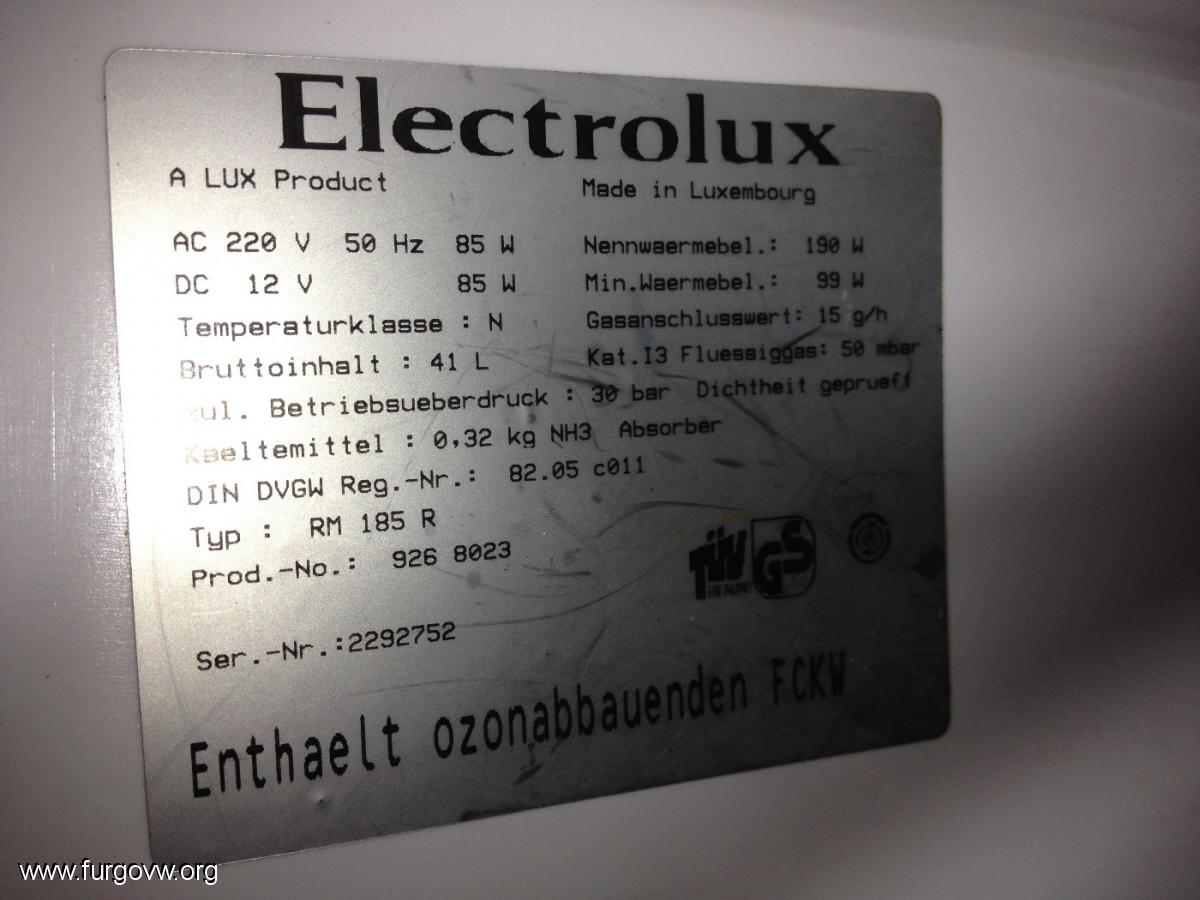 Electrolux
A LUX Product Made in Luxembourg
AC 220 V 50 Hz 85 W Nennwaermebel.: 190 W
DC 12 V 85 W Min.Waermebel.: 99 W
Temperaturklasse : N Gasanschlusswert: 15 g/h
Bruttoinhalt : 41 L Kat.I3 Fluessiggas: 50 mbar
zul. Betriebsueberdruck : 30 bar Dichtheit geprueft
Kaeltemittel : 0,32 kg NH3 Absorber
DIN DVGW Reg.-Nr.: 82.05 c011
Typ : RM 185 R
Prod.-No.: 926 8023
TÜV GS
Ser.-Nr.:2292752
Enthaelt ozonabbauenden FCKW
www.furgovw.org